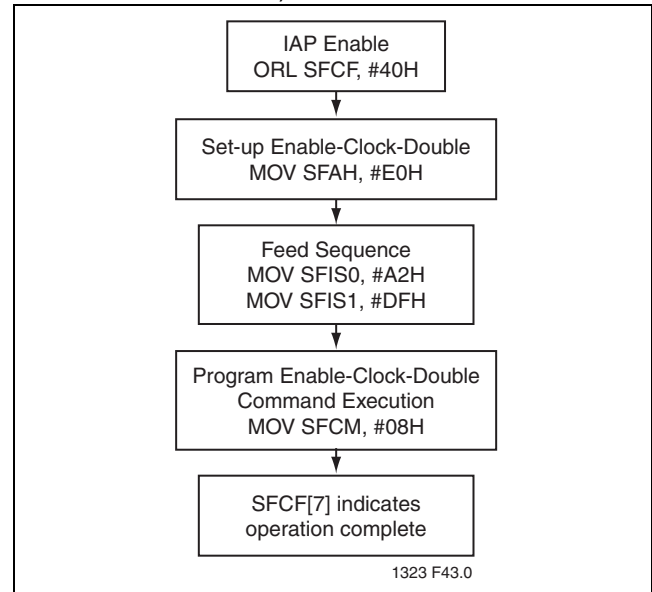 IAP Enable
ORL SFCF, #40H
Set-up Enable-Clock-Double
MOV SFAH, #E0H
Feed Sequence
MOV SFIS0, #A2H
MOV SFIS1, #DFH
Program Enable-Clock-Double
Command Execution
MOV SFCM, #08H
SFCF[7] indicates
operation complete
1323 F43.0